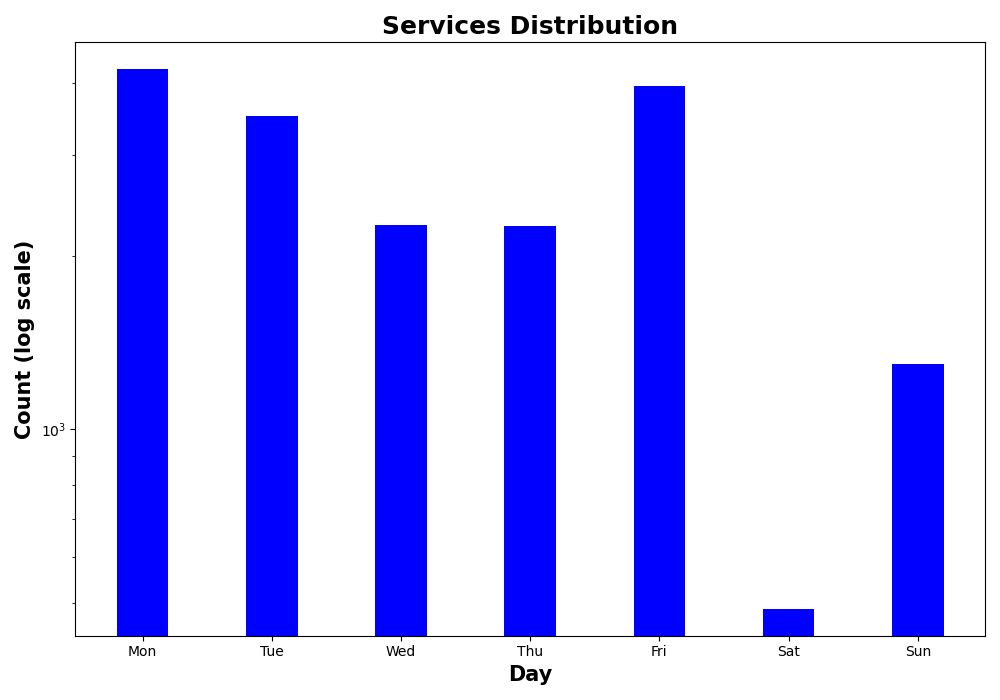 Services Distribution
Count (log scale)
10³
Mon Tue Wed Thu Fri Sat Sun
Day